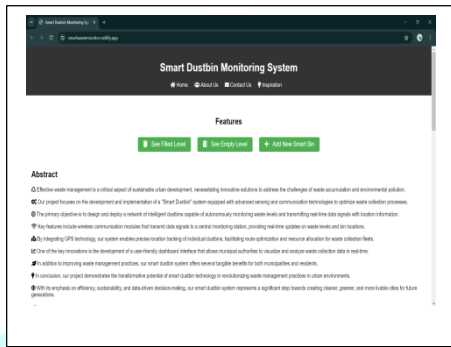 Smart Dustbin Monitoring Sy
Smart Dustbin Monitoring System
Home About Us Contact Us Inspiration
Features
See Filled Level See Empty Level Add New Smart Bin
Abstract
Effective waste management is a critical aspect of sustainable urban development, necessitating innovative solutions to address the challenges of waste accumulation and environmental pollution.
Our project focuses on the development and implementation of a "Smart Dustbin" system equipped with advanced sensing and communication technologies to optimize waste collection processes.
The primary objective is to design and deploy a network of intelligent dustbins capable of autonomously monitoring waste levels and transmitting real-time data signals with location information.
Key features include wireless communication modules that transmit data signals to a central monitoring station, providing real-time updates on waste levels and bin locations.
By integrating GPS technology, our system enables precise location tracking of individual dustbins, facilitating route optimization and resource allocation for waste collection fleets.
One of the key innovations is the development of a user-friendly dashboard interface that allows municipal authorities to visualize and analyze waste collection data in real-time.
In addition to improving waste management practices, our smart dustbin system offers several tangible benefits for both municipalities and residents.
In conclusion, our project demonstrates the transformative potential of smart dustbin technology in revolutionizing waste management practices in urban environments.
With its emphasis on efficiency, sustainability, and data-driven decision-making, our smart dustbin system represents a significant step towards creating cleaner, greener, and more livable cities for future
generations.